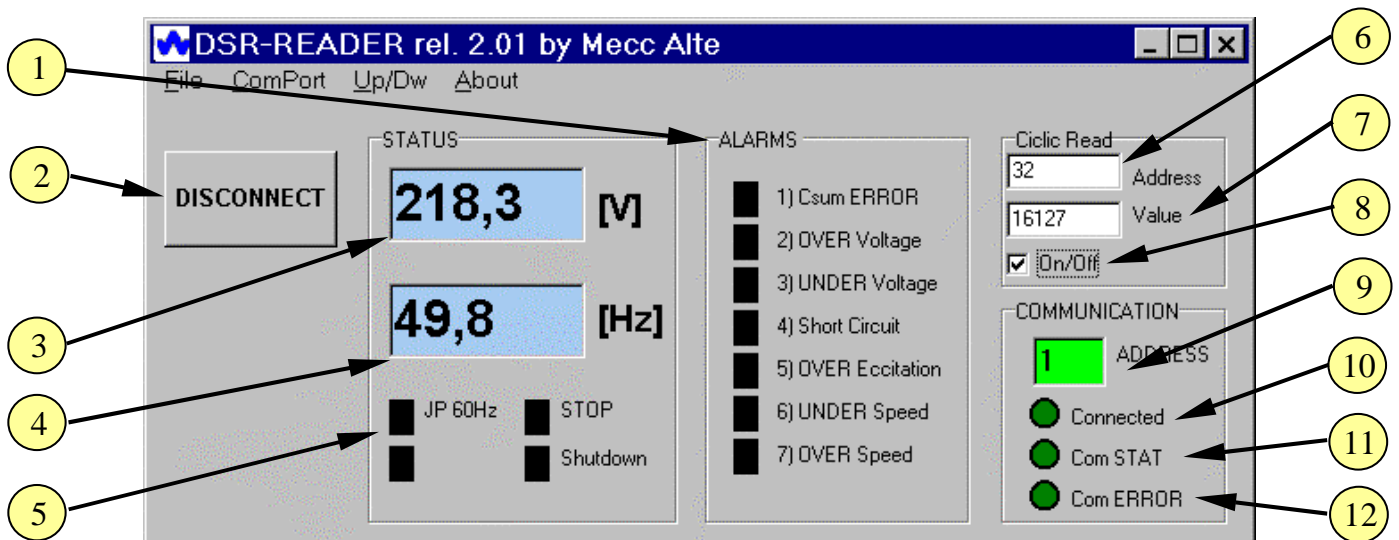 DSR-READER rel. 2.01 by Mecc Alte
File ComPort Up/Dw About
1
2
3
4
5
DISCONNECT
STATUS
218,3 [V]
49,8 [Hz]
JP 60Hz STOP
Shutdown
ALARMS
1) Csum ERROR
2) OVER Voltage
3) UNDER Voltage
4) Short Circuit
5) OVER Eccitation
6) UNDER Speed
7) OVER Speed
Ciclic Read
32 Address
16127 Value
On/Off
COMMUNICATION
1 ADDRESS
Connected
Com STAT
Com ERROR
6
7
8
9
10
11
12